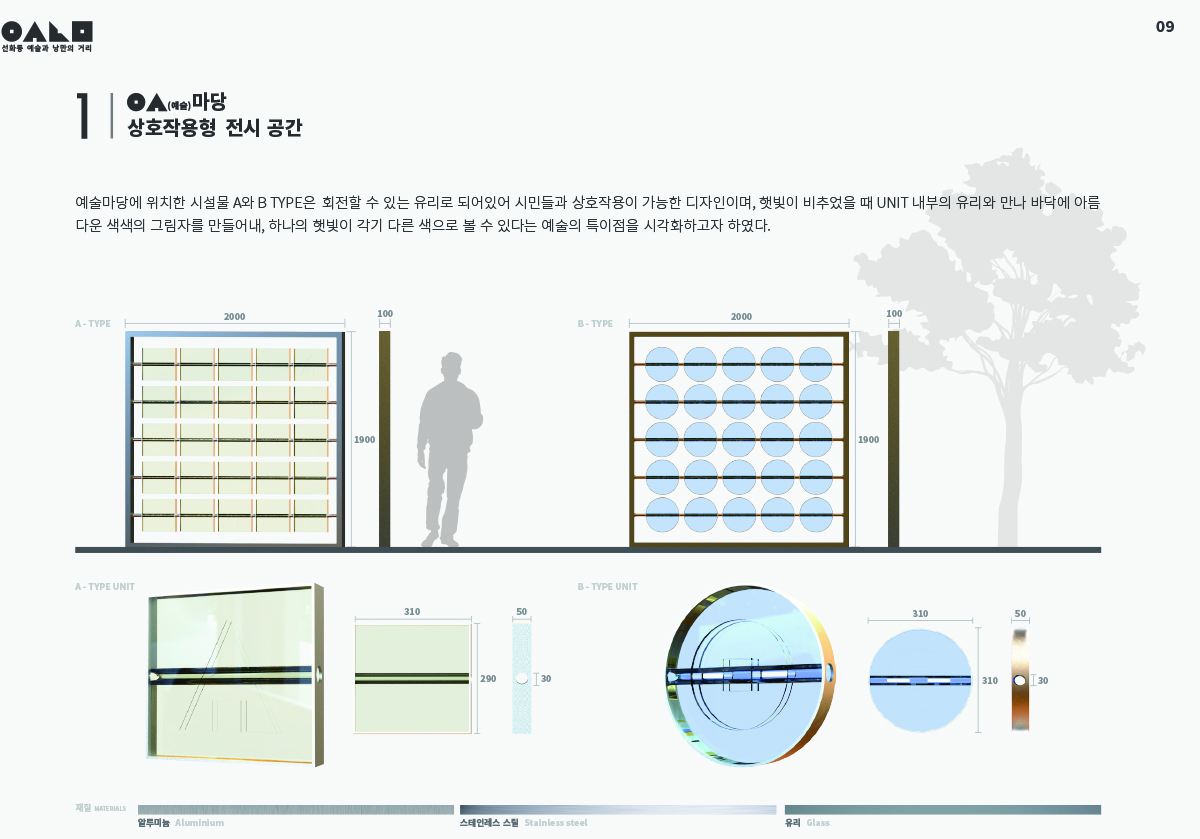 선화동 예술과 낭만의 거리
09
1
(예술)마당
상호작용형 전시 공간
예술마당에 위치한 시설물 A와 B TYPE은 회전할 수 있는 유리로 되어있어 시민들과 상호작용이 가능한 디자인이며, 햇빛이 비추었을 때 UNIT 내부의 유리와 만나 바닥에 아름
다운 색색의 그림자를 만들어내, 하나의 햇빛이 각기 다른 색으로 볼 수 있다는 예술의 특이점을 시각화하고자 하였다.
A - TYPE
2000
100
1900
B - TYPE
2000
100
1900
A - TYPE UNIT
310
50
290
30
B - TYPE UNIT
310
50
310
30
재질 MATERIALS
알루미늄 Aluminium
스테인레스 스틸 Stainless steel
유리 Glass